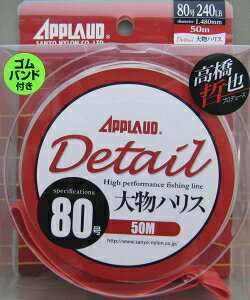 APPLAUD
SANYO NYLON CO., LTD.
80号 240LB
diameter 1.480mm
50m
Detail 大物ハリス
ゴム
バンド
付き
高橋
哲也
プロデュース
APPLAUD
Detail
High performance fishing line
specifications
80号
大物ハリス
50M
http://www.sanyo-nylon.co.jp/